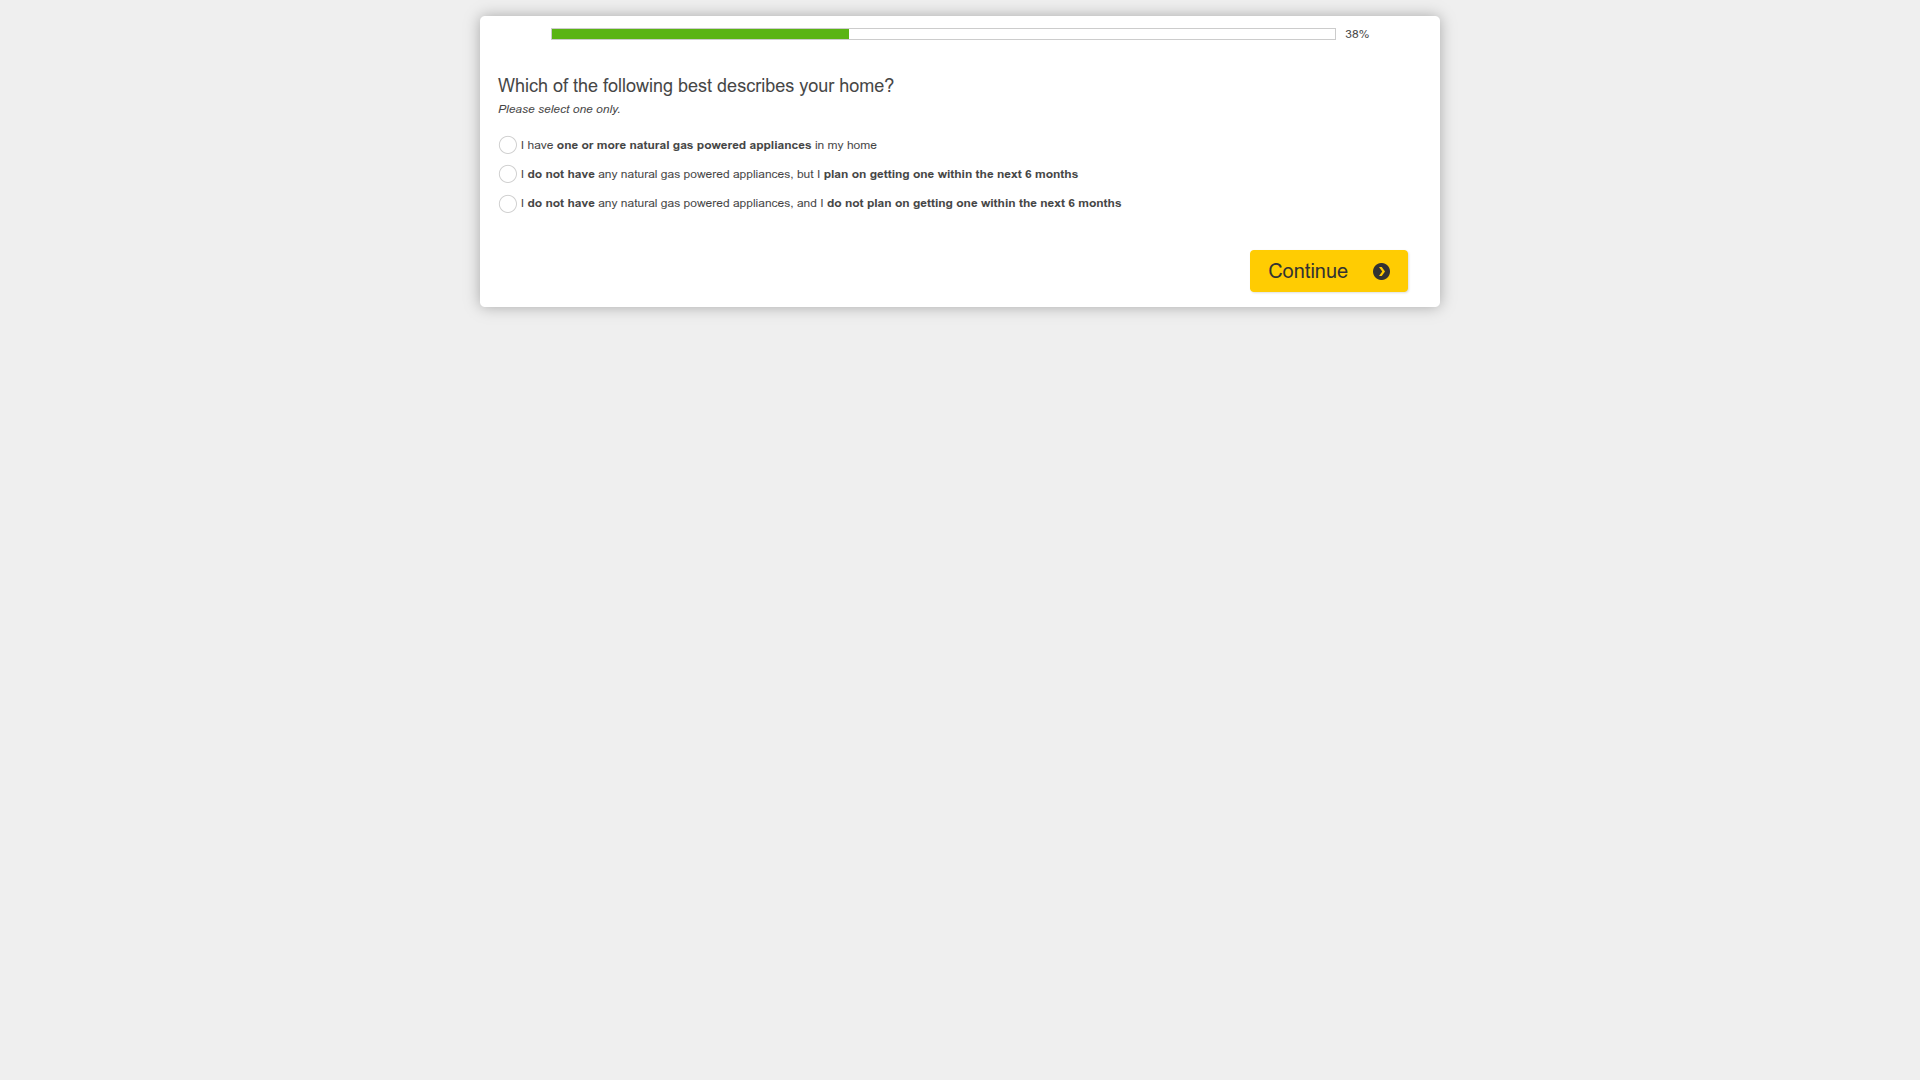 38%
Which of the following best describes your home?
Please select one only.
I have one or more natural gas powered appliances in my home
I do not have any natural gas powered appliances, but I plan on getting one within the next 6 months
I do not have any natural gas powered appliances, and I do not plan on getting one within the next 6 months
Continue